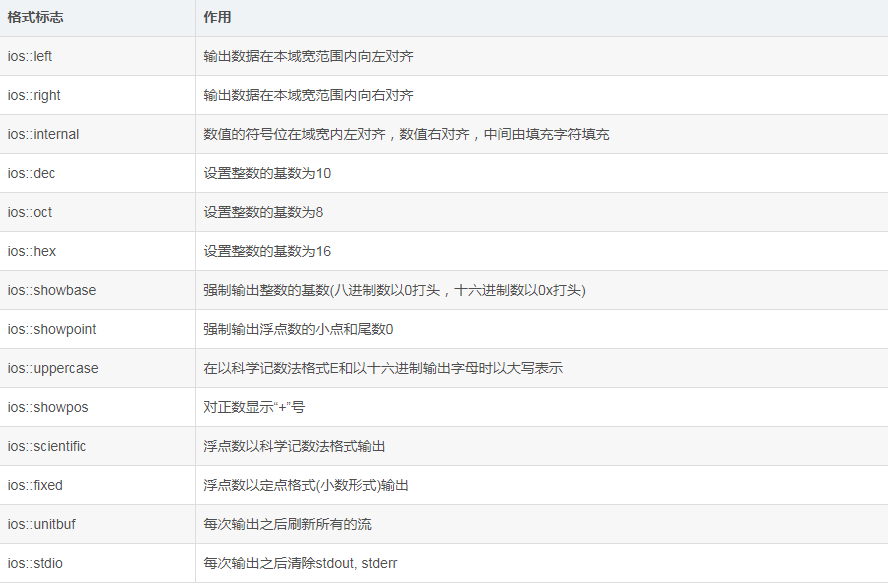 格式标志 作用
ios::left 输出数据在本域宽范围内向左对齐
ios::right 输出数据在本域宽范围内向右对齐
ios::internal 数值的符号位在域宽内左对齐，数值右对齐，中间由填充字符填充
ios::dec 设置整数的基数为10
ios::oct 设置整数的基数为8
ios::hex 设置整数的基数为16
ios::showbase 强制输出整数的基数(八进制数以0打头，十六进制数以0x打头)
ios::showpoint 强制输出浮点数的小点和尾数0
ios::uppercase 在以科学记数法格式E和以十六进制输出字母时以大写表示
ios::showpos 对正数显示“+”号
ios::scientific 浮点数以科学记数法格式输出
ios::fixed 浮点数以定点格式(小数形式)输出
ios::unitbuf 每次输出之后刷新所有的流
ios::stdio 每次输出之后清除stdout, stderr